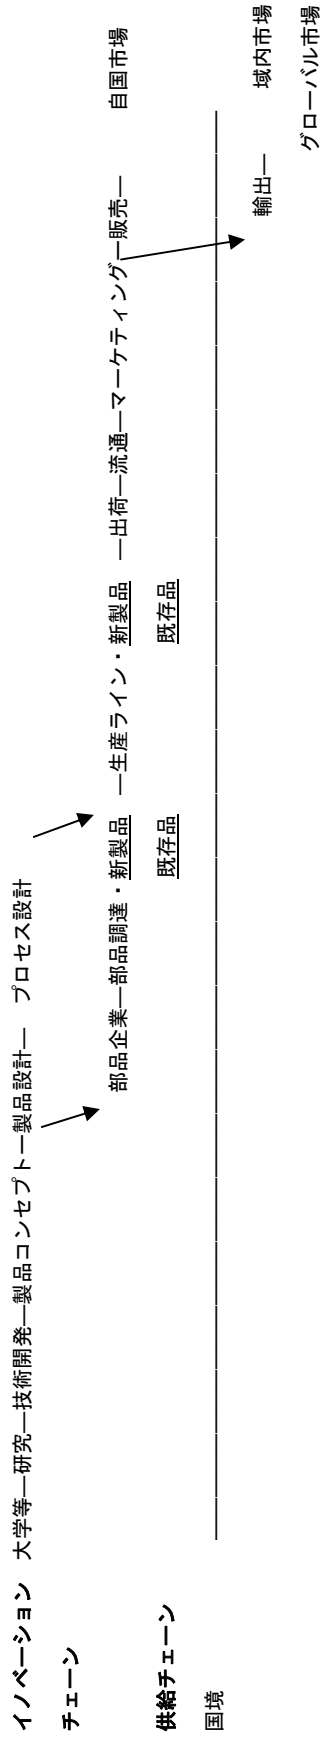 イノベーション 大学等―研究―技術開発―製品コンセプト―製品設計― プロセス設計
チェーン
部品企業―部品調達・新製品 ―生産ライン・新製品 ―出荷―流通―マーケティング―販売― 自国市場
供給チェーン 既存品 既存品
国境
輸出― 域内市場
グローバル市場